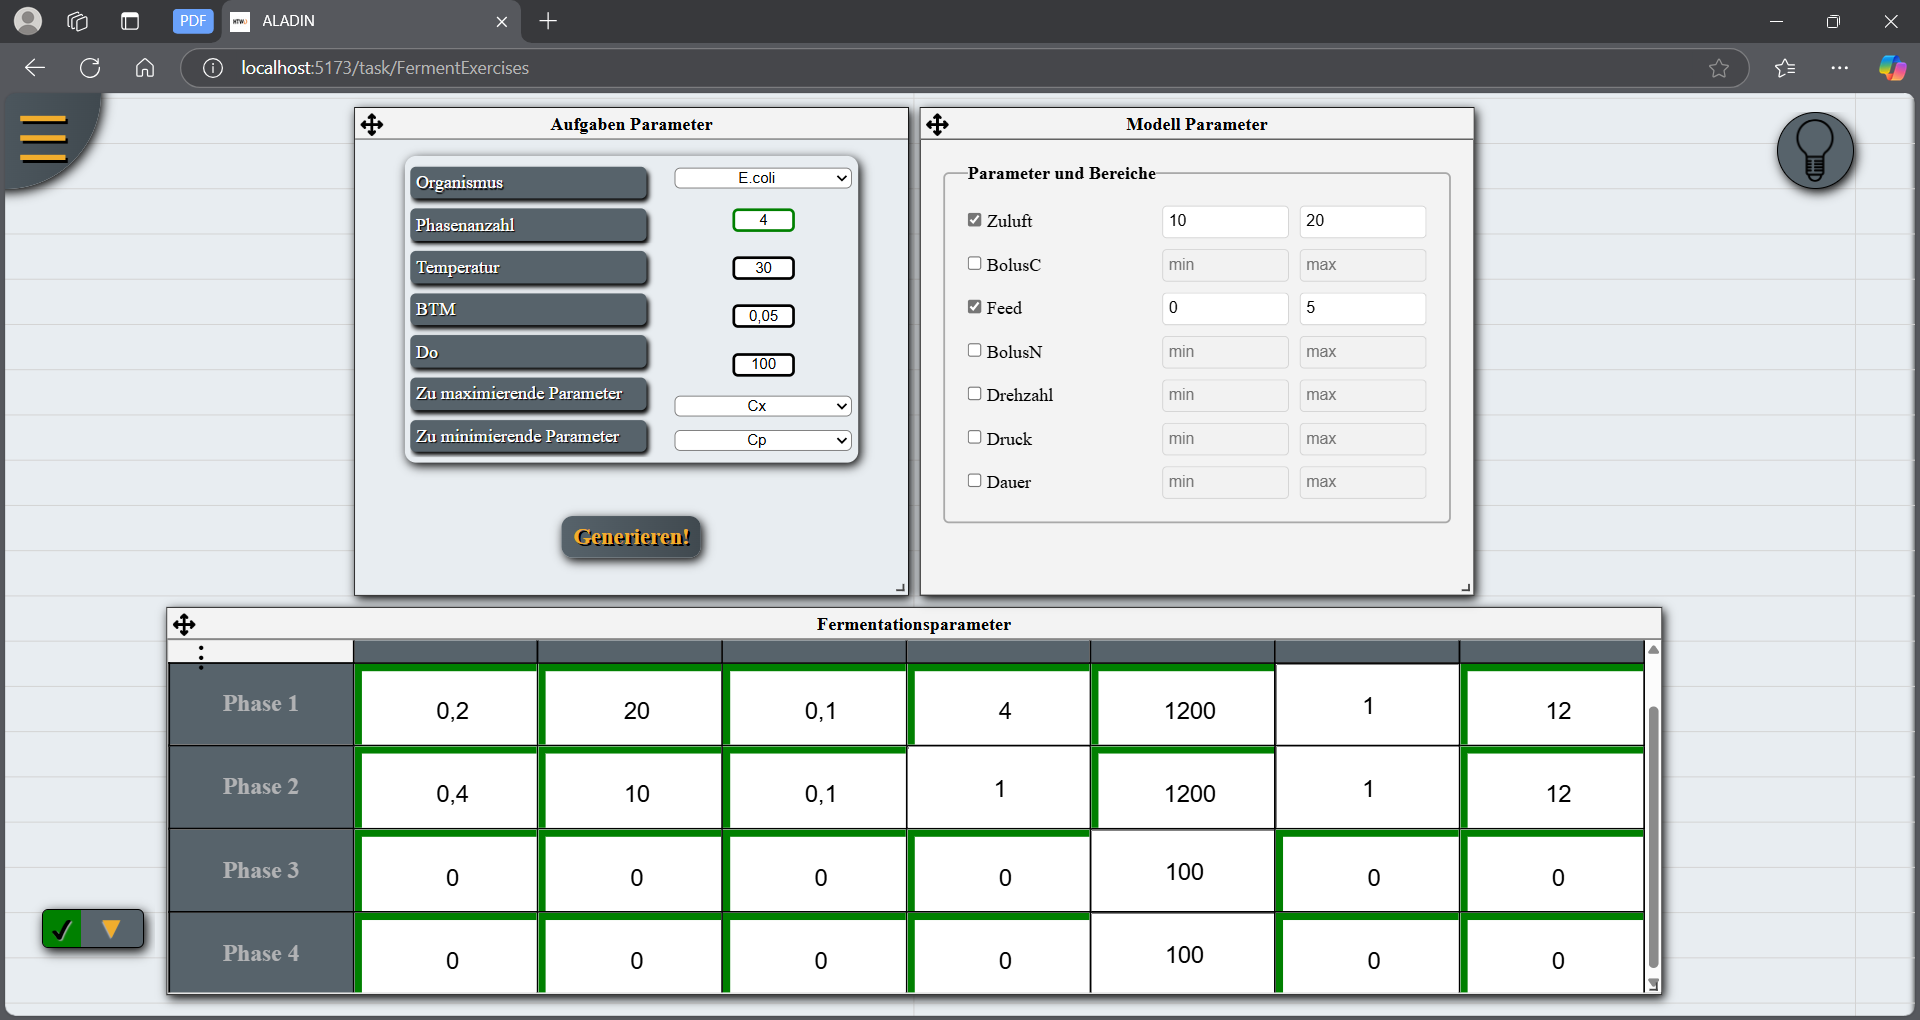 PDF
HTW
ALADIN
localhost:5173/task/FermentExercises
Aufgaben Parameter
Organismus
E.coli
Phasenanzahl
4
Temperatur
30
BTM
0,05
Do
100
Zu maximierende Parameter
Cx
Zu minimierende Parameter
Cp
Generieren!
Modell Parameter
Parameter und Bereiche
Zuluft 10 20
BolusC min max
Feed 0 5
BolusN min max
Drehzahl min max
Druck min max
Dauer min max
Fermentationsparameter
Phase 1 0,2 20 0,1 4 1200 1 12
Phase 2 0,4 10 0,1 1 1200 1 12
Phase 3 0 0 0 0 100 0 0
Phase 4 0 0 0 0 100 0 0